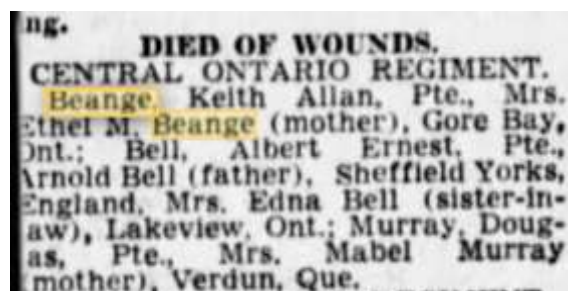 ng.
DIED OF WOUNDS.
CENTRAL ONTARIO REGIMENT.
Beange, Keith Allan, Pte., Mrs.
Ethel M. Beange (mother), Gore Bay,
Ont.; Bell, Albert Ernest, Pte.,
Arnold Bell (father), Sheffield Yorks,
England, Mrs. Edna Bell (sister-in-
aw), Lakeview, Ont.; Murray, Doug-
as, Pte., Mrs. Mabel Murray
(mother), Verdun, Que.